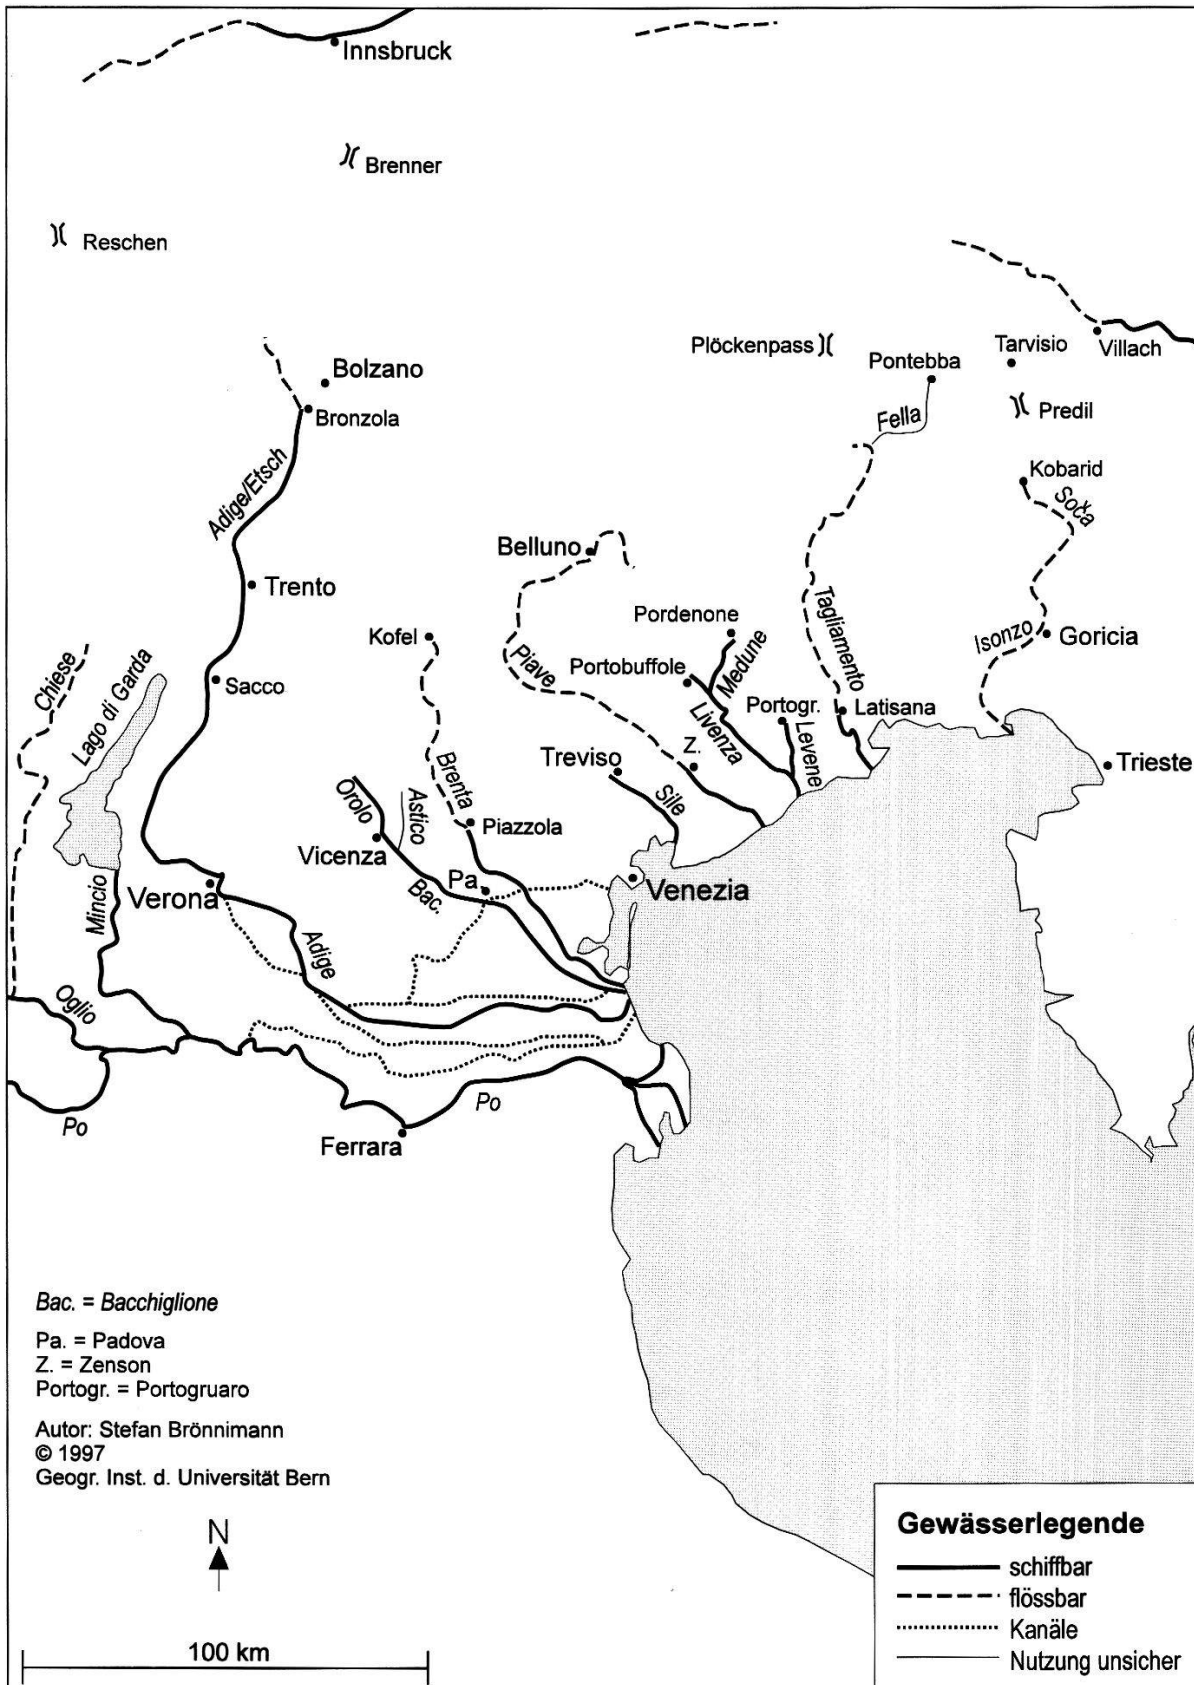 Innsbruck
Brenner
Reschen
Plöckenpass
Pontebba
Tarvisio
Villach
Bolzano
Bronzola
Fella
Predil
Adige/Etsch
Kobarid
Soča
Belluno
Trento
Tagliamento
Pordenone
Kofel
Isonzo
Goricia
Chiese
Lago di Garda
Sacco
Piave
Portobuffole
Medune
Livenza
Portogr.
Levene
Latisana
Treviso
Z.
Trieste
Orolo
Astico
Brenta
Sile
Piazzola
Vicenza
Pa
Bac.
Venezia
Verona
Mincio
Adige
Oglio
Po
Po
Ferrara
Bac. = Bacchiglione
Pa. = Padova
Z. = Zenson
Portogr. = Portogruaro
Autor: Stefan Brönnimann
© 1997
Geogr. Inst. d. Universität Bern
N
100 km
Gewässerlegende
schiffbar
flössbar
Kanäle
Nutzung unsicher